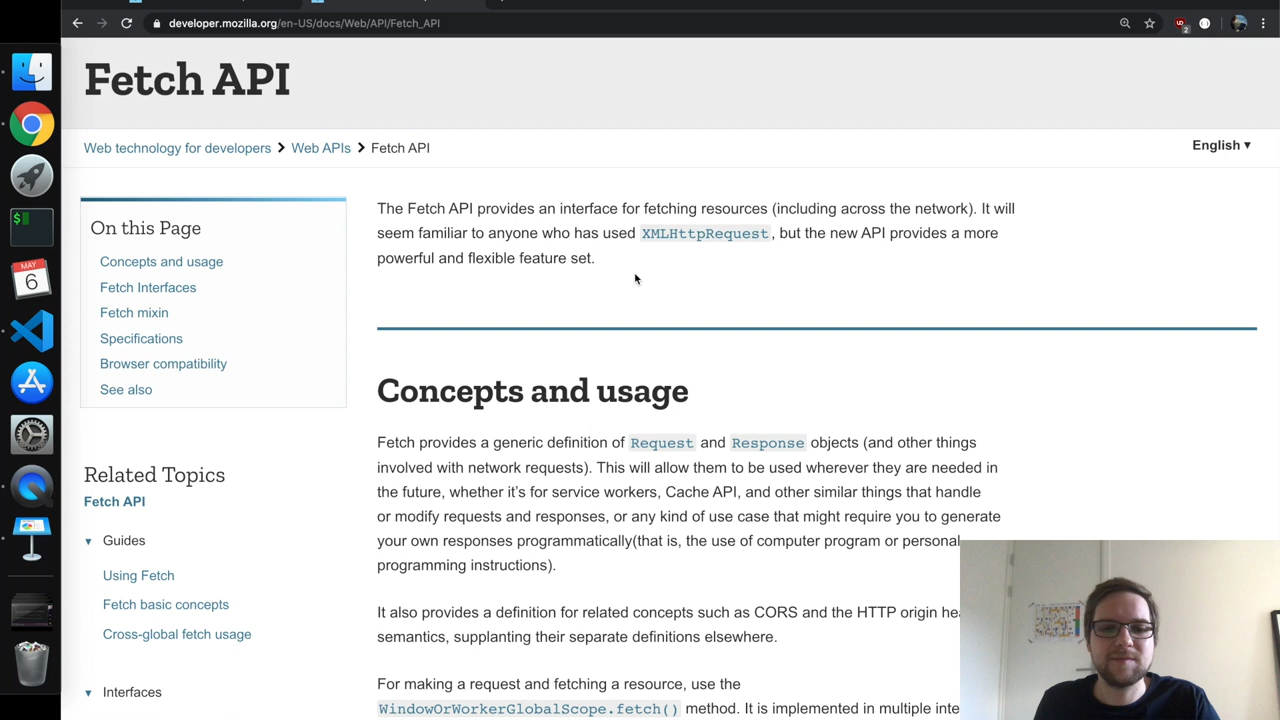 developer.mozilla.org/en-US/docs/Web/API/Fetch_API
2
Fetch API
Web technology for developers
Web APIs
Fetch API
English ▾
On this Page
Concepts and usage
Fetch Interfaces
Fetch mixin
Specifications
Browser compatibility
See also
Related Topics
Fetch API
Guides
Using Fetch
Fetch basic concepts
Cross-global fetch usage
Interfaces
The Fetch API provides an interface for fetching resources (including across the network). It will
seem familiar to anyone who has used XMLHttpRequest, but the new API provides a more
powerful and flexible feature set.
Concepts and usage
Fetch provides a generic definition of Request and Response objects (and other things
involved with network requests). This will allow them to be used wherever they are needed in
the future, whether it's for service workers, Cache API, and other similar things that handle
or modify requests and responses, or any kind of use case that might require you to generate
your own responses programmatically(that is, the use of computer program or personal
programming instructions).
It also provides a definition for related concepts such as CORS and the HTTP origin hea
semantics, supplanting their separate definitions elsewhere.
For making a request and fetching a resource, use the
WindowOrWorkerGlobalScope.fetch() method. It is implemented in multiple inte
$
MAY
6